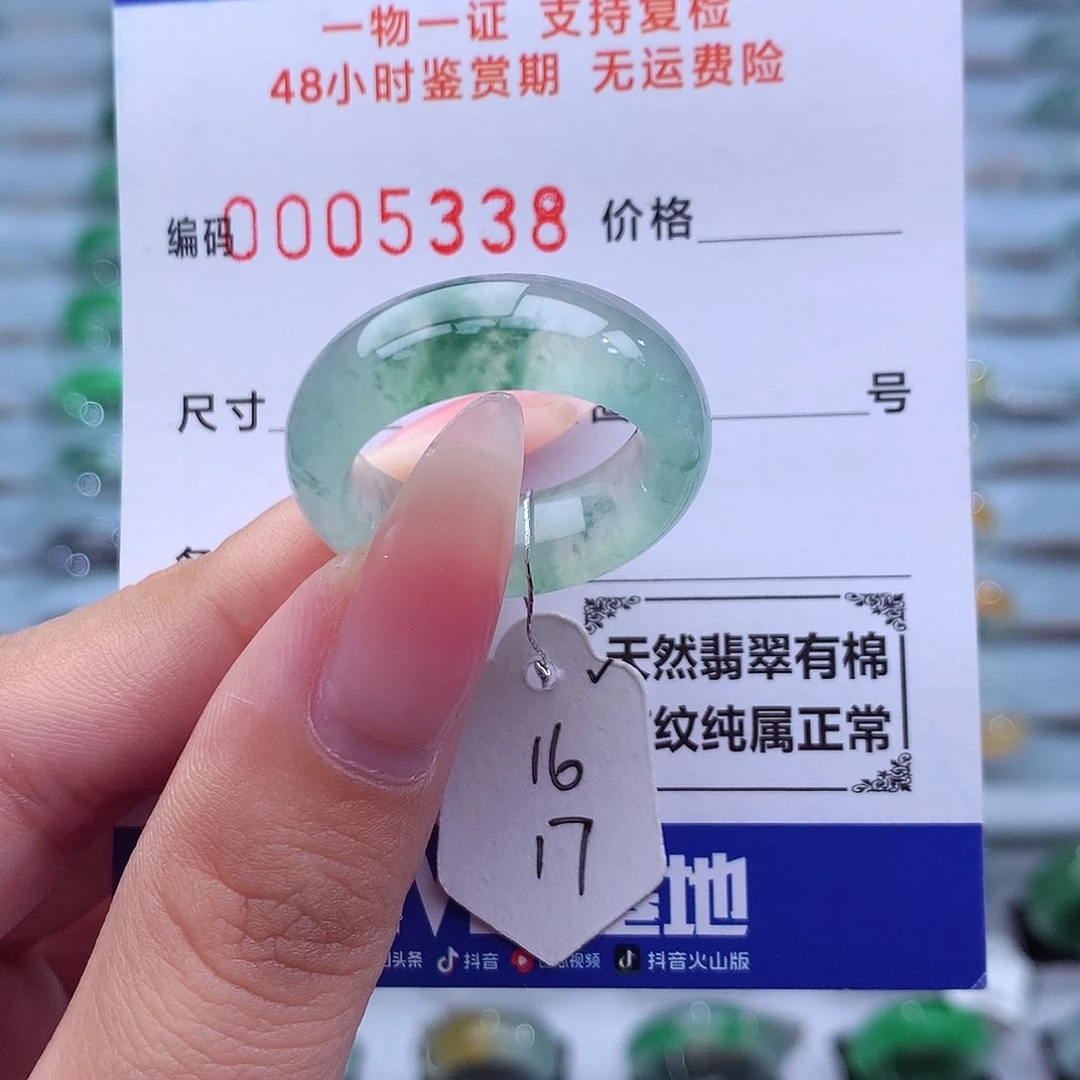 一物一证 支持复检
48小时鉴赏期 无运费险
编码0005338 价格
尺寸
号
天然翡翠有棉
纹纯属正常
16
17
基地
头条 抖音 视频 抖音火山版